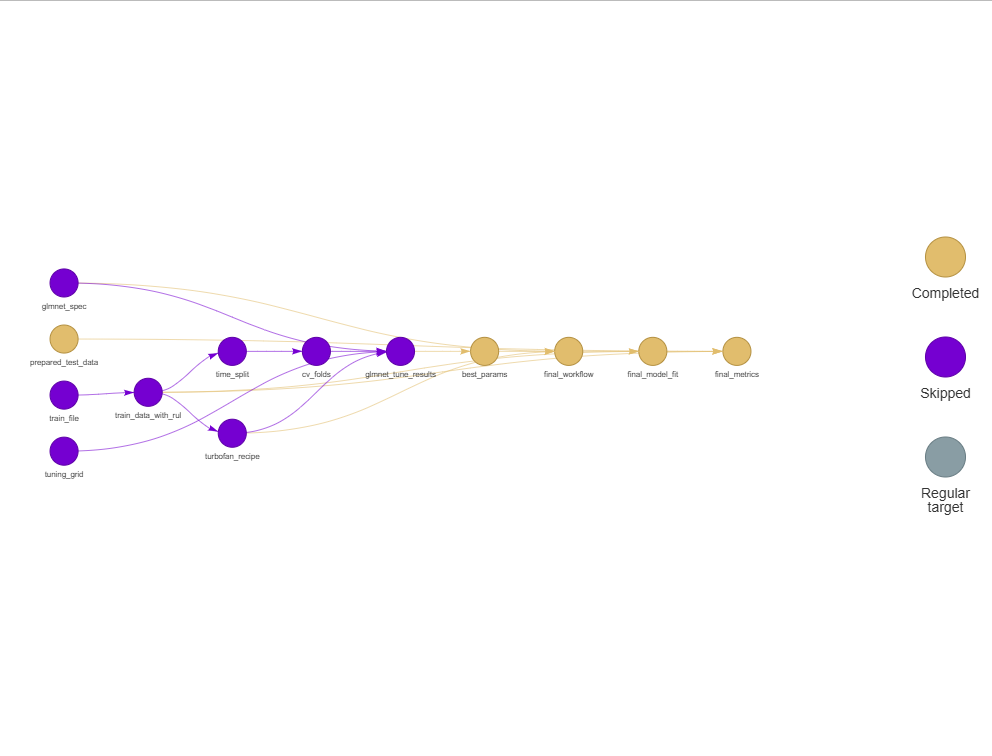 glmnet_spec
prepared_test_data
train_file
tuning_grid
train_data_with_rul
time_split
turbofan_recipe
cv_folds
glmnet_tune_results
best_params
final_workflow
final_model_fit
final_metrics
Completed
Skipped
Regular
target